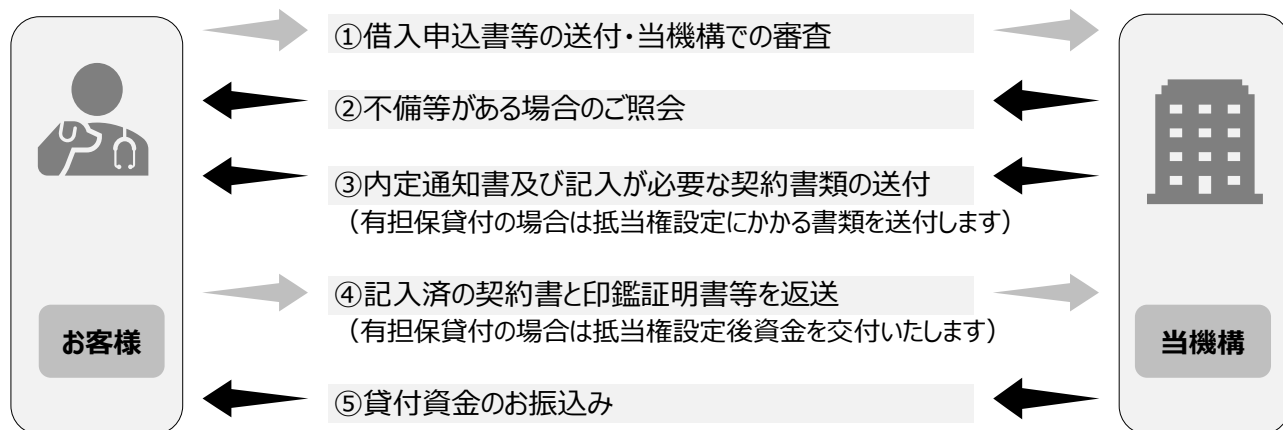 ①借入申込書等の送付・当機構での審査
②不備等がある場合のご照会
③内定通知書及び記入が必要な契約書類の送付
（有担保貸付の場合は抵当権設定にかかる書類を送付します）
④記入済の契約書と印鑑証明書等を返送
（有担保貸付の場合は抵当権設定後資金を交付いたします）
お客様
当機構
⑤貸付資金のお振込み